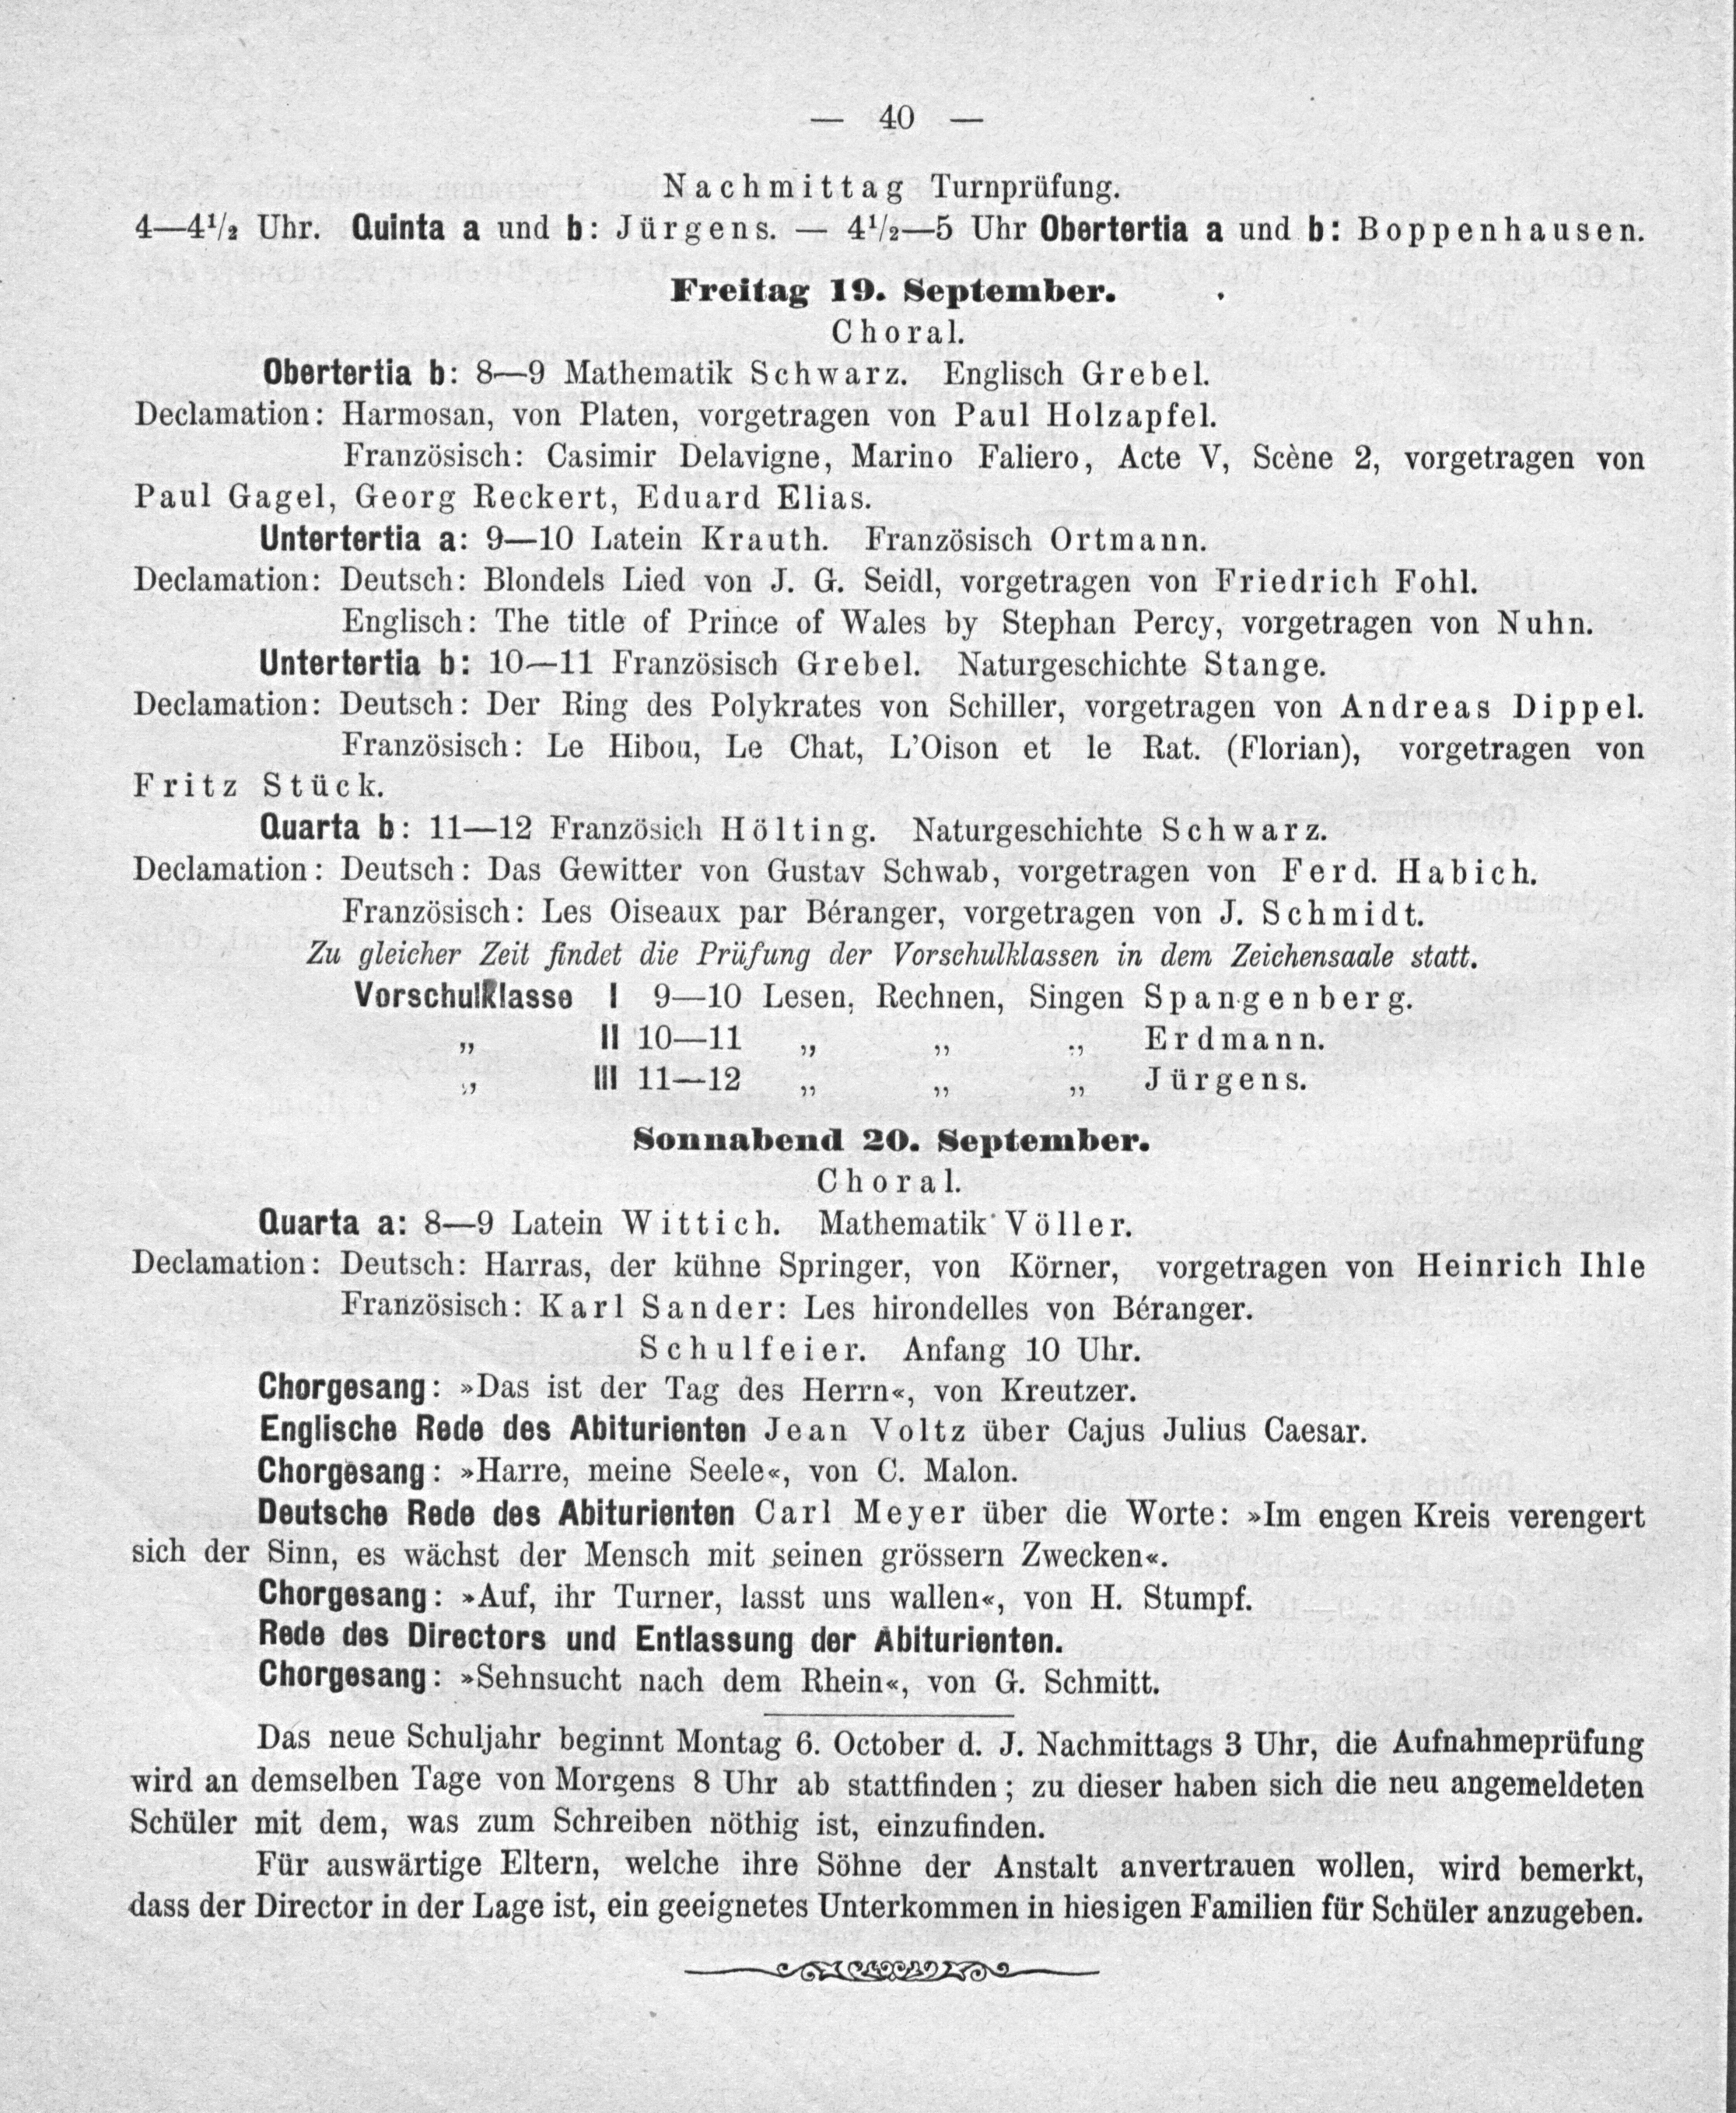 — 40 —
Nachmittag Turnprüfung.
4—4½ Uhr. Quinta a und b: Jürgens. — 4½—5 Uhr Obertertia a und b: Boppenhausen.
Freitag 19. September.
Choral.
Obertertia b: 8—9 Mathematik Schwarz. Englisch Grebel.
Declamation: Harmosan, von Platen, vorgetragen von Paul Holzapfel.
Französisch: Casimir Delavigne, Marino Faliero, Acte V, Scène 2, vorgetragen von
Paul Gagel, Georg Reckert, Eduard Elias.
Untertertia a: 9—10 Latein Krauth. Französisch Ortmann.
Declamation: Deutsch: Blondels Lied von J. G. Seidl, vorgetragen von Friedrich Fohl.
Englisch: The title of Prince of Wales by Stephan Percy, vorgetragen von Nuhn.
Untertertia b: 10—11 Französisch Grebel. Naturgeschichte Stange.
Declamation: Deutsch: Der Ring des Polykrates von Schiller, vorgetragen von Andreas Dippel.
Französisch: Le Hibou, Le Chat, L'Oison et le Rat. (Florian), vorgetragen von
Fritz Stück.
Quarta b: 11—12 Französich Hölting. Naturgeschichte Schwarz.
Declamation: Deutsch: Das Gewitter von Gustav Schwab, vorgetragen von Ferd. Habich.
Französisch: Les Oiseaux par Béranger, vorgetragen von J. Schmidt.
Zu gleicher Zeit findet die Prüfung der Vorschulklassen in dem Zeichensaale statt.
Vorschulklasse I 9—10 Lesen, Rechnen, Singen Spangenberg.
„ II 10—11 „ „ „ Erdmann.
„ III 11—12 „ „ „ Jürgens.
Sonnabend 20. September.
Choral.
Quarta a: 8—9 Latein Wittich. Mathematik Völler.
Declamation: Deutsch: Harras, der kühne Springer, von Körner, vorgetragen von Heinrich Ihle
Französisch: Karl Sander: Les hirondelles von Béranger.
Schulfeier. Anfang 10 Uhr.
Chorgesang: »Das ist der Tag des Herrn«, von Kreutzer.
Englische Rede des Abiturienten Jean Voltz über Cajus Julius Caesar.
Chorgesang: »Harre, meine Seele«, von C. Malon.
Deutsche Rede des Abiturienten Carl Meyer über die Worte: »Im engen Kreis verengert
sich der Sinn, es wächst der Mensch mit seinen grössern Zwecken«.
Chorgesang: »Auf, ihr Turner, lasst uns wallen«, von H. Stumpf.
Rede des Directors und Entlassung der Abiturienten.
Chorgesang: »Sehnsucht nach dem Rhein«, von G. Schmitt.
Das neue Schuljahr beginnt Montag 6. October d. J. Nachmittags 3 Uhr, die Aufnahmeprüfung
wird an demselben Tage von Morgens 8 Uhr ab stattfinden; zu dieser haben sich die neu angemeldeten
Schüler mit dem, was zum Schreiben nöthig ist, einzufinden.
Für auswärtige Eltern, welche ihre Söhne der Anstalt anvertrauen wollen, wird bemerkt,
dass der Director in der Lage ist, ein geeignetes Unterkommen in hiesigen Familien für Schüler anzugeben.